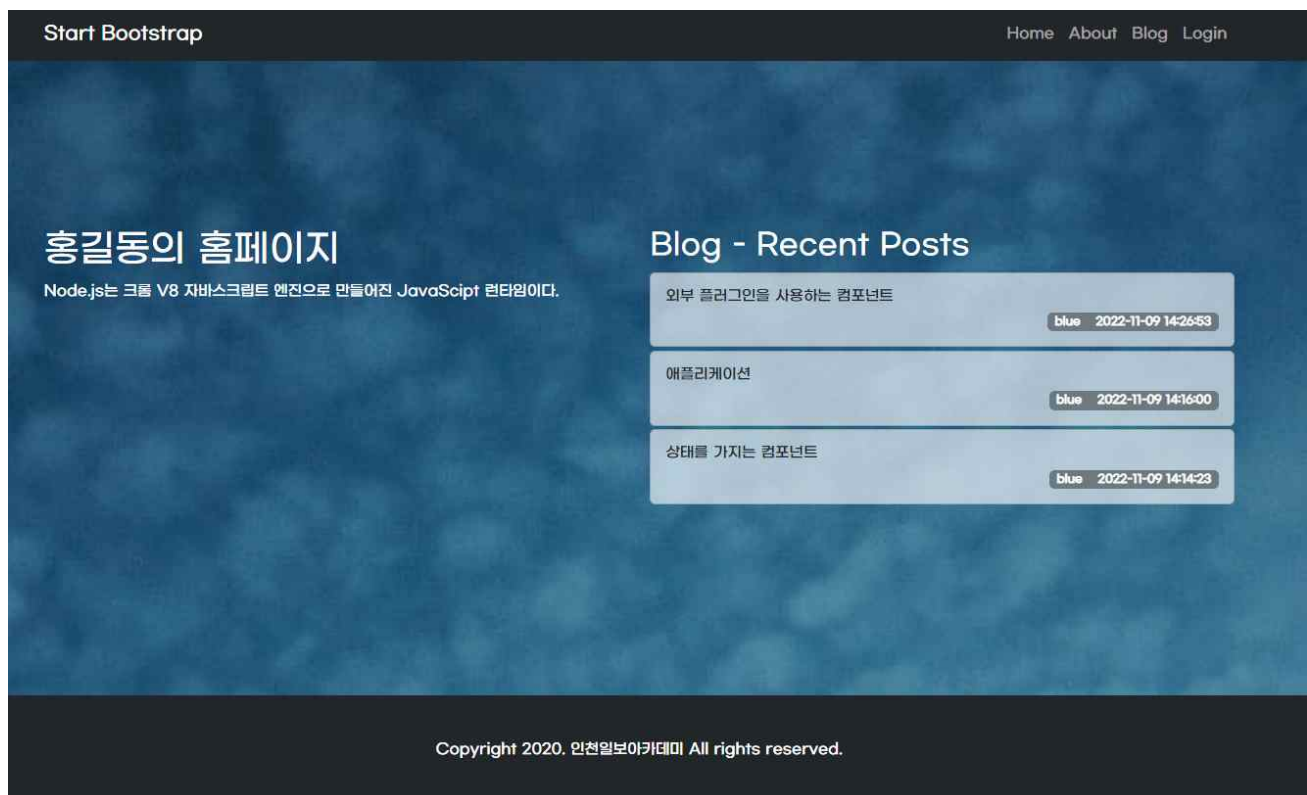 Start Bootstrap
Home About Blog Login
홍길동의 홈페이지
Node.js는 크롬 V8 자바스크립트 엔진으로 만들어진 JavaScipt 런타임이다.
Blog - Recent Posts
외부 플러그인을 사용하는 컴포넌트
blue 2022-11-09 14:26:53
애플리케이션
blue 2022-11-09 14:16:00
상태를 가지는 컴포넌트
blue 2022-11-09 14:14:23
Copyright 2020. 인천일보아카데미 All rights reserved.